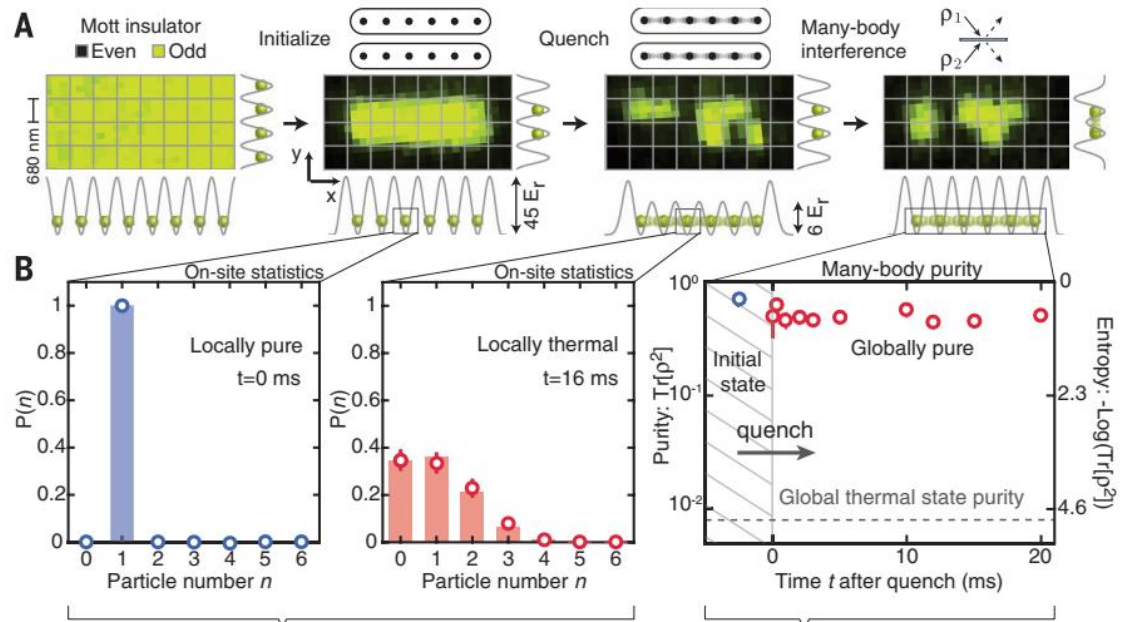 A
Mott insulator
Even Odd
Initialize
Quench
Many-body
interference
ρ1
ρ2
680 nm
y
x
45 Er
6 Er
B
On-site statistics
P(n)
1
0.8
0.6
0.4
0.2
0
Locally pure
t=0 ms
0 1 2 3 4 5 6
Particle number n
On-site statistics
P(n)
1
0.8
0.6
0.4
0.2
0
Locally thermal
t=16 ms
0 1 2 3 4 5 6
Particle number n
Many-body purity
Purity: Tr[ρ²]
10⁰
10⁻¹
10⁻²
Initial
state
quench
Globally pure
Global thermal state purity
0
2.3
4.6
Entropy: -Log(Tr[ρ²])
0 10 20
Time t after quench (ms)